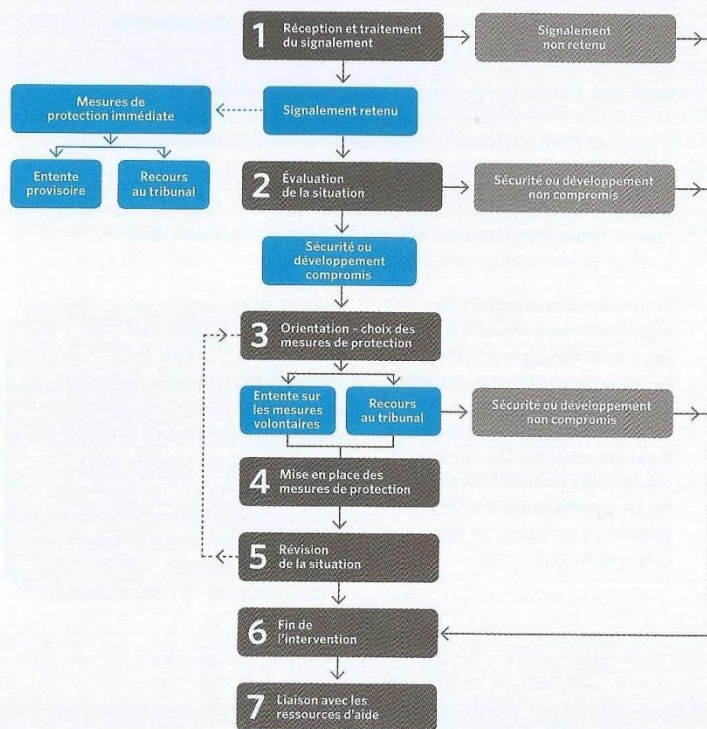 1 Réception et traitement
du signalement
Signalement
non retenu
Mesures de
protection immédiate
Signalement retenu
Entente
provisoire
Recours
au tribunal
2 Évaluation
de la situation
Sécurité ou développement
non compromis
Sécurité ou
développement
compromis
3 Orientation – choix des
mesures de protection
Entente sur
les mesures
volontaires
Recours
au tribunal
Sécurité ou développement
non compromis
4 Mise en place des
mesures de protection
5 Révision
de la situation
6 Fin de
l'intervention
7 Liaison avec les
ressources d'aide